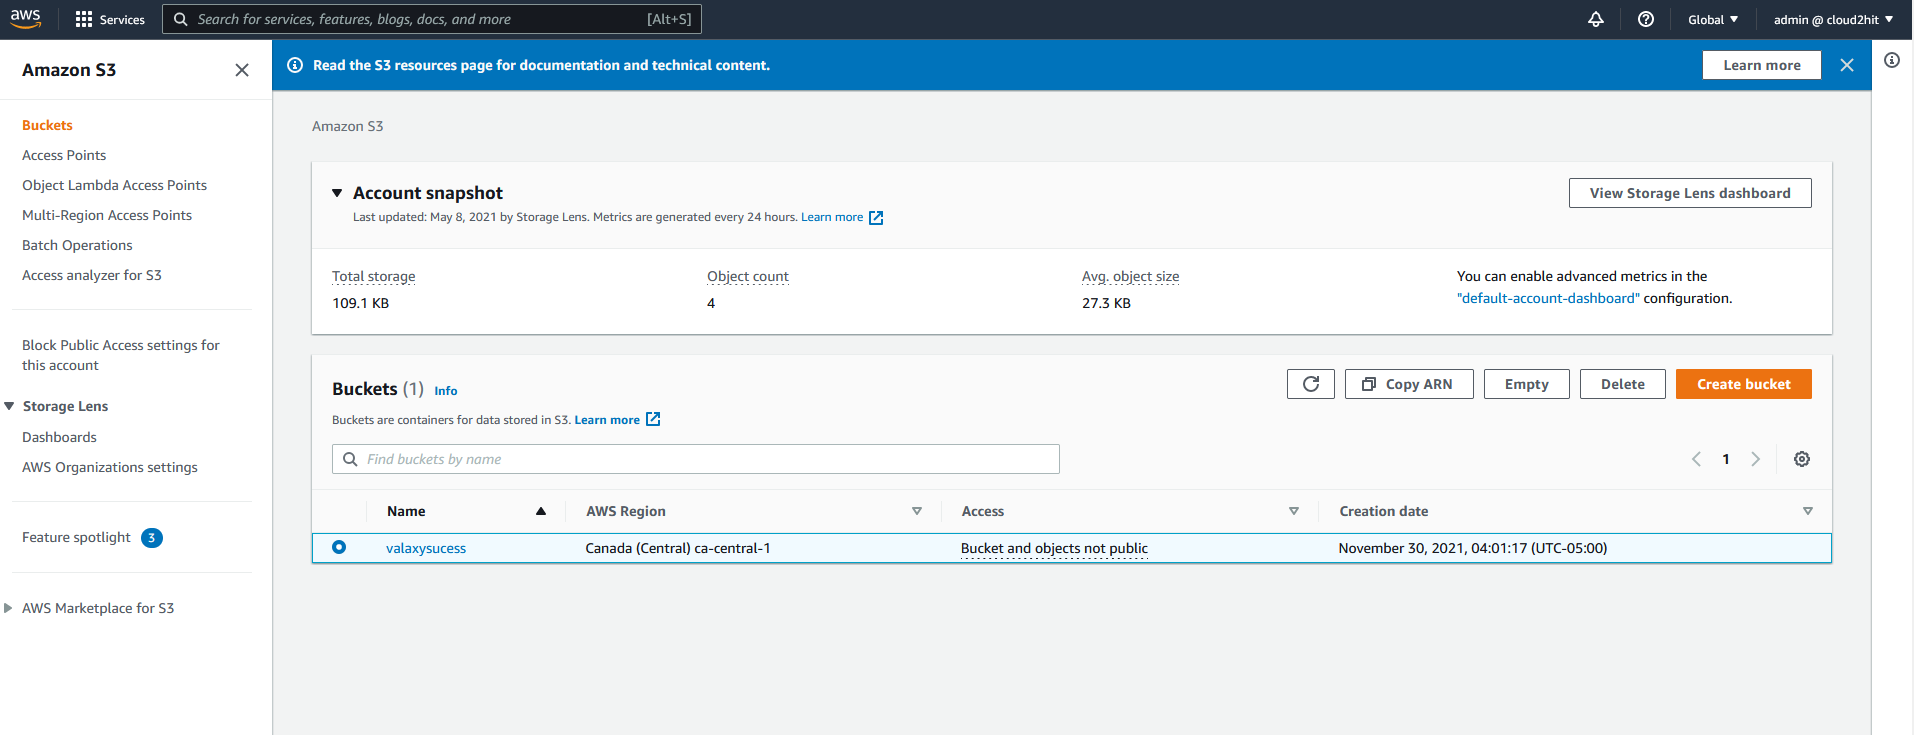 aws
Services
Search for services, features, blogs, docs, and more [Alt+S]
Global
admin @ cloud2hit
Amazon S3
Buckets
Access Points
Object Lambda Access Points
Multi-Region Access Points
Batch Operations
Access analyzer for S3
Block Public Access settings for
this account
Storage Lens
Dashboards
AWS Organizations settings
Feature spotlight 3
AWS Marketplace for S3
Read the S3 resources page for documentation and technical content.
Learn more
Amazon S3
Account snapshot
Last updated: May 8, 2021 by Storage Lens. Metrics are generated every 24 hours. Learn more
View Storage Lens dashboard
Total storage
109.1 KB
Object count
4
Avg. object size
27.3 KB
You can enable advanced metrics in the
"default-account-dashboard" configuration.
Buckets (1) Info
Buckets are containers for data stored in S3. Learn more
Copy ARN
Empty
Delete
Create bucket
Find buckets by name
1
Name AWS Region Access Creation date
valaxysucess Canada (Central) ca-central-1 Bucket and objects not public November 30, 2021, 04:01:17 (UTC-05:00)